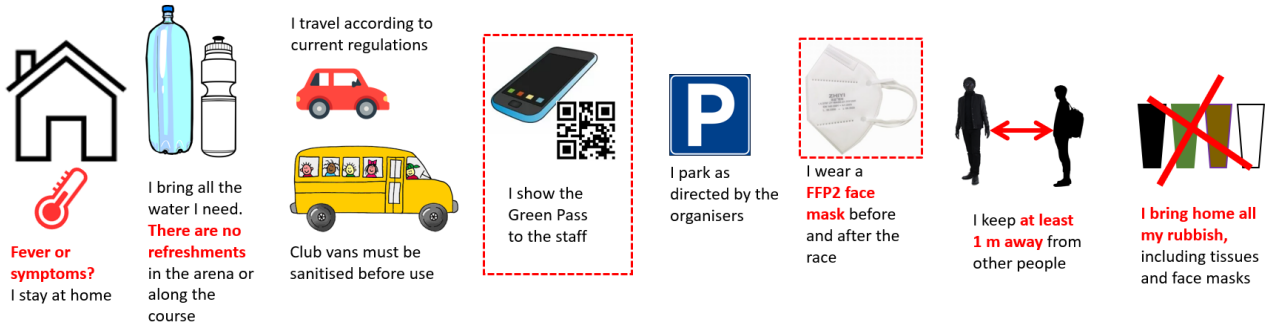 Fever or
symptoms?
I stay at home
I bring all the
water I need.
There are no
refreshments
in the arena or
along the
course
I travel according to
current regulations
Club vans must be
sanitised before use
I show the
Green Pass
to the staff
P
I park as
directed by the
organisers
I wear a
FFP2 face
mask before
and after the
race
I keep at least
1 m away from
other people
I bring home all
my rubbish,
including tissues
and face masks